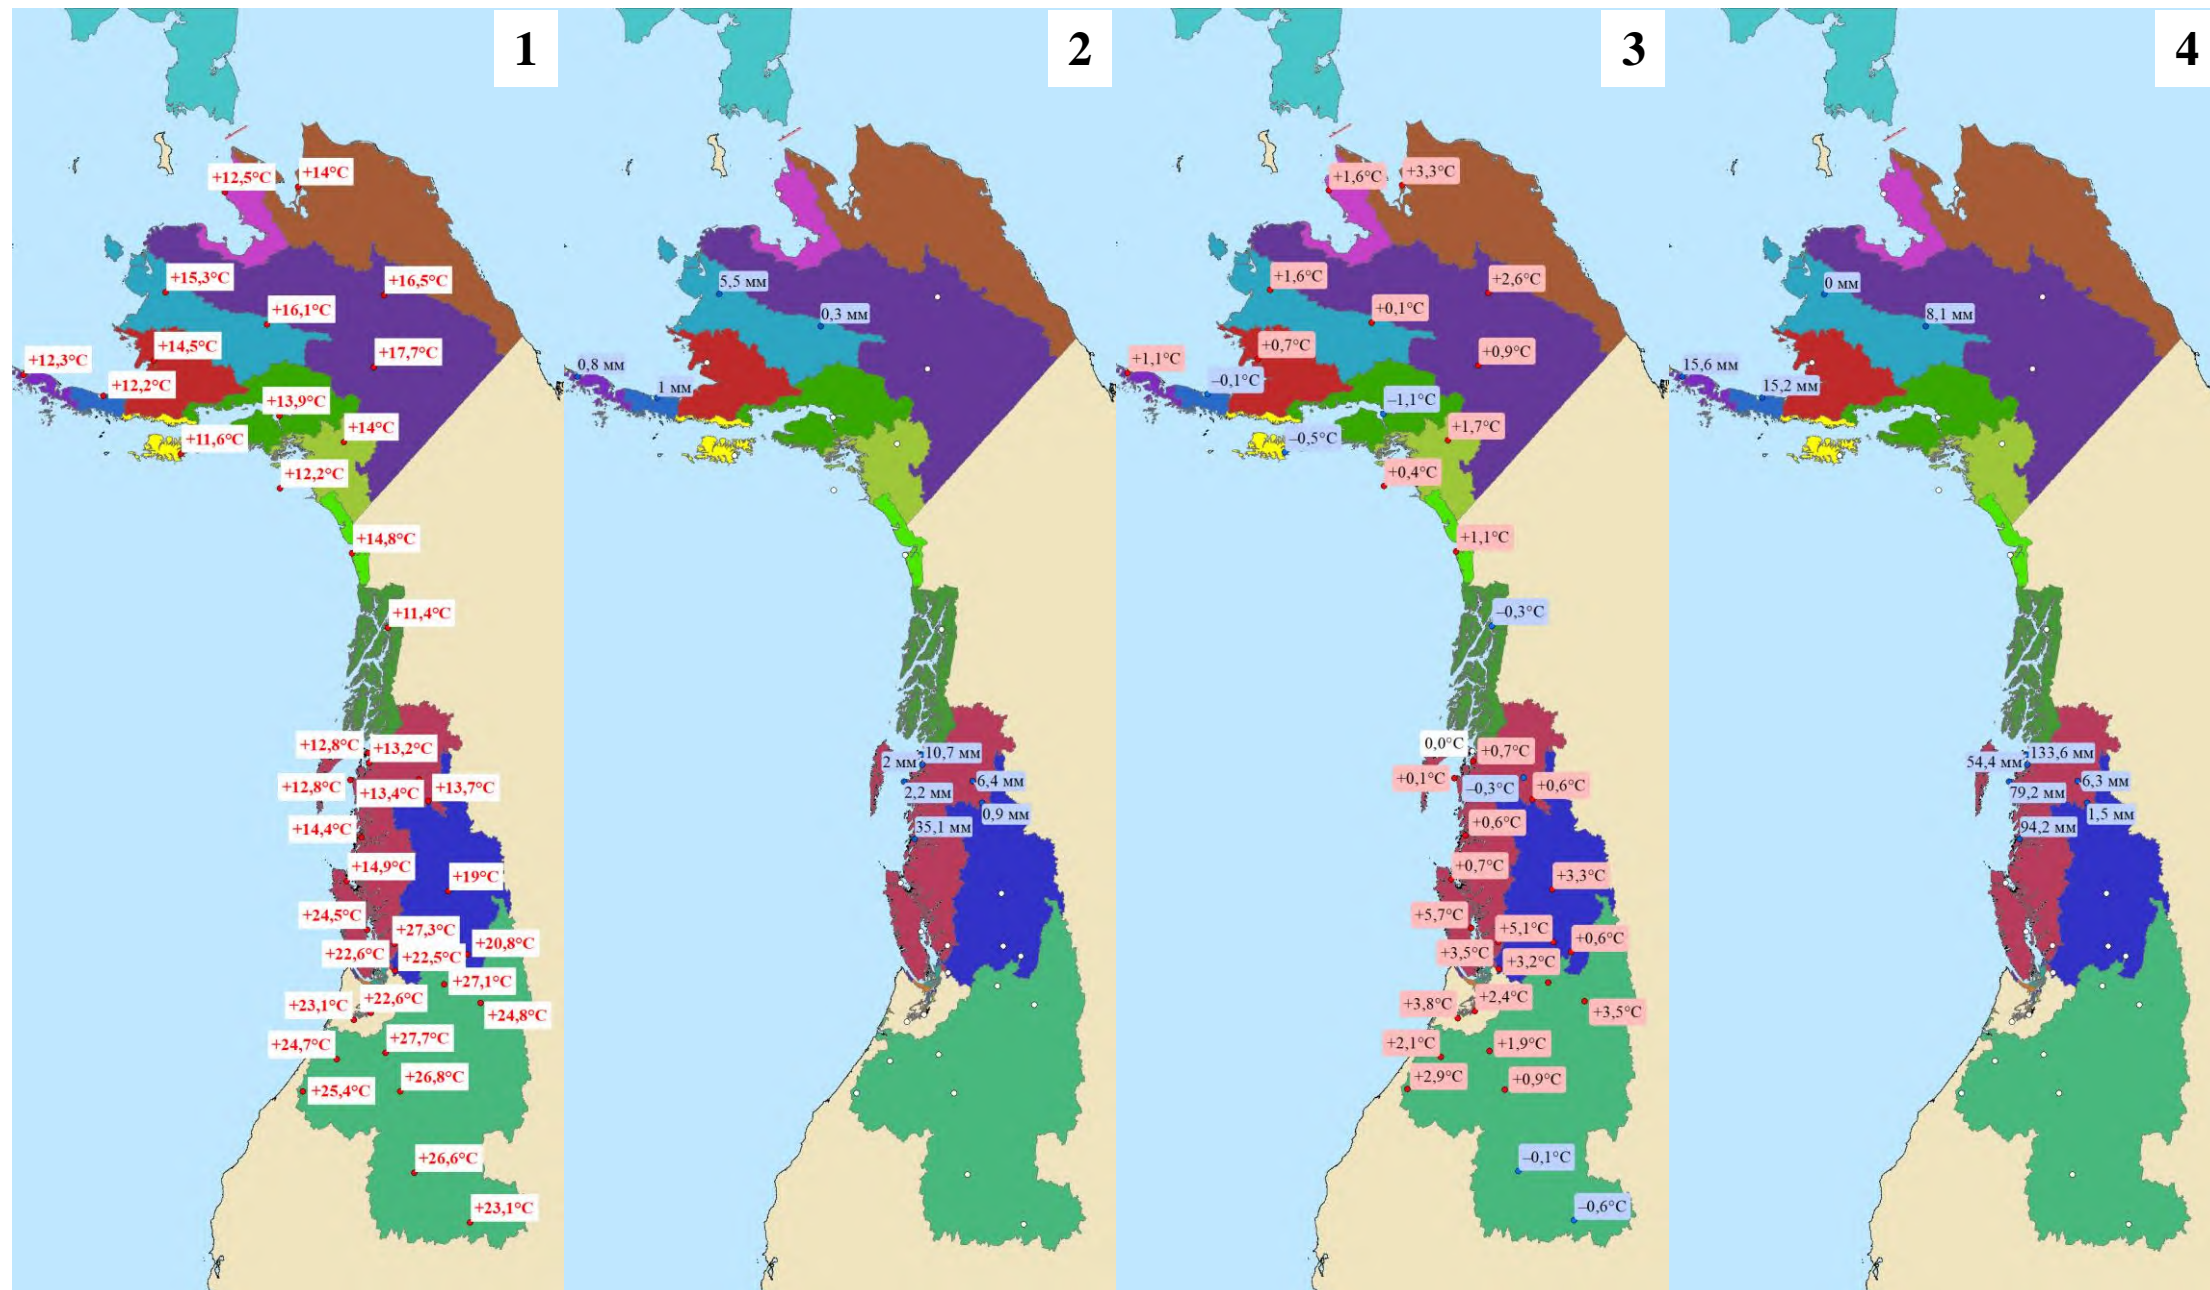 1
+12,5°C
+14°C
+15,3°C
+16,5°C
+16,1°C
+14,5°C
+17,7°C
+12,3°C
+12,2°C
+13,9°C
+14°C
+11,6°C
+12,2°C
+14,8°C
+11,4°C
+12,8°C
+13,2°C
+12,8°C
+13,4°C
+13,7°C
+14,4°C
+14,9°C
+19°C
+24,5°C
+27,3°C
+20,8°C
+22,6°C
+22,5°C
+27,1°C
+23,1°C
+22,6°C
+24,8°C
+24,7°C
+27,7°C
+25,4°C
+26,8°C
+26,6°C
+23,1°C
2
5,5 мм
0,3 мм
0,8 мм
1 мм
10,7 мм
2 мм
6,4 мм
2,2 мм
0,9 мм
35,1 мм
3
+1,6°C
+3,3°C
+1,6°C
+2,6°C
+0,1°C
+0,7°C
+0,9°C
+1,1°C
–0,1°C
–1,1°C
+1,7°C
–0,5°C
+0,4°C
+1,1°C
–0,3°C
0,0°C
+0,7°C
+0,1°C
–0,3°C
+0,6°C
+0,6°C
+0,7°C
+3,3°C
+5,7°C
+5,1°C
+0,6°C
+3,5°C
+3,2°C
+3,8°C
+2,4°C
+3,5°C
+2,1°C
+1,9°C
+2,9°C
+0,9°C
–0,1°C
–0,6°C
4
0 мм
8,1 мм
15,6 мм
15,2 мм
133,6 мм
54,4 мм
6,3 мм
79,2 мм
1,5 мм
94,2 мм